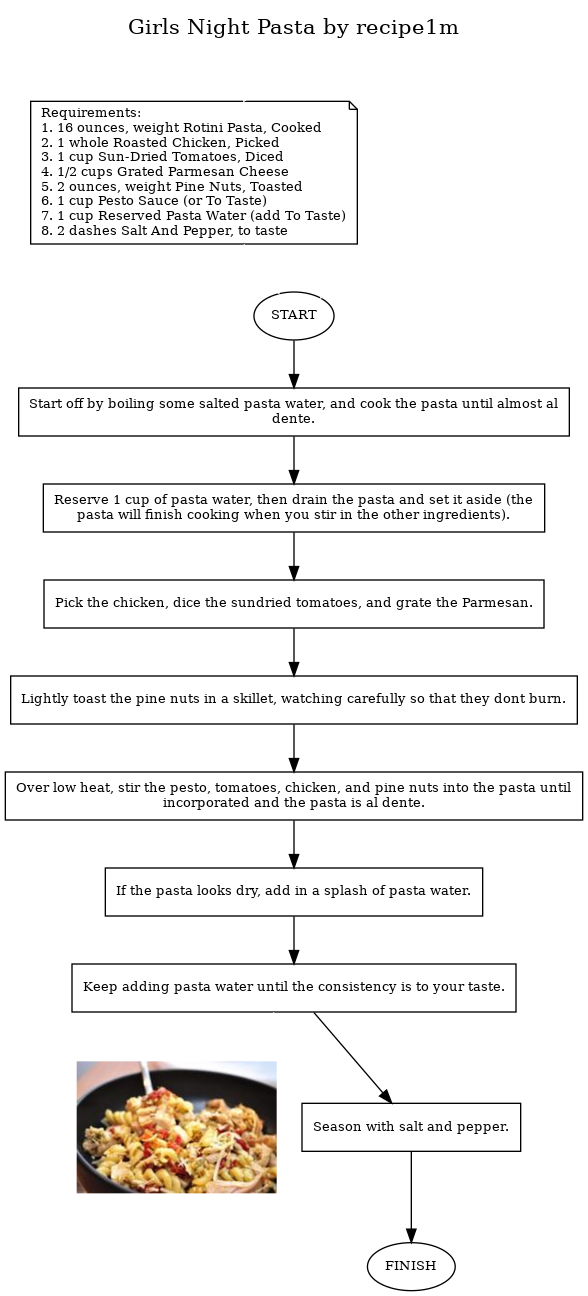 Girls Night Pasta by recipe1m
Requirements:
1. 16 ounces, weight Rotini Pasta, Cooked
2. 1 whole Roasted Chicken, Picked
3. 1 cup Sun-Dried Tomatoes, Diced
4. 1/2 cups Grated Parmesan Cheese
5. 2 ounces, weight Pine Nuts, Toasted
6. 1 cup Pesto Sauce (or To Taste)
7. 1 cup Reserved Pasta Water (add To Taste)
8. 2 dashes Salt And Pepper, to taste
START
Start off by boiling some salted pasta water, and cook the pasta until almost al
dente.
Reserve 1 cup of pasta water, then drain the pasta and set it aside (the
pasta will finish cooking when you stir in the other ingredients).
Pick the chicken, dice the sundried tomatoes, and grate the Parmesan.
Lightly toast the pine nuts in a skillet, watching carefully so that they dont burn.
Over low heat, stir the pesto, tomatoes, chicken, and pine nuts into the pasta until
incorporated and the pasta is al dente.
If the pasta looks dry, add in a splash of pasta water.
Keep adding pasta water until the consistency is to your taste.
Season with salt and pepper.
FINISH